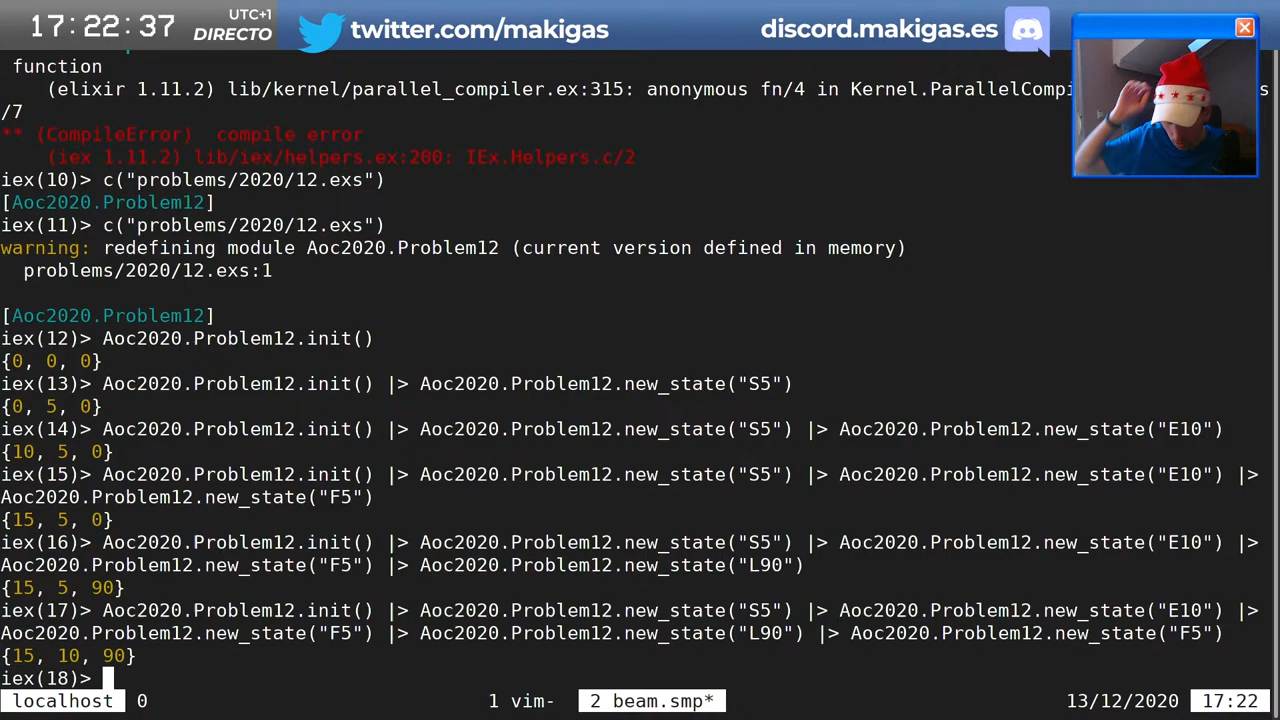 17:22:37
UTC+1
DIRECTO
twitter.com/makigas
discord.makigas.es
function
(elixir 1.11.2) lib/kernel/parallel_compiler.ex:315: anonymous fn/4 in Kernel.ParallelCompi
s
/7
** (CompileError)  compile error
(iex 1.11.2) lib/iex/helpers.ex:200: IEx.Helpers.c/2
iex(10)> c("problems/2020/12.exs")
[Aoc2020.Problem12]
iex(11)> c("problems/2020/12.exs")
warning: redefining module Aoc2020.Problem12 (current version defined in memory)
problems/2020/12.exs:1
[Aoc2020.Problem12]
iex(12)> Aoc2020.Problem12.init()
{0, 0, 0}
iex(13)> Aoc2020.Problem12.init() |> Aoc2020.Problem12.new_state("S5")
{0, 5, 0}
iex(14)> Aoc2020.Problem12.init() |> Aoc2020.Problem12.new_state("S5") |> Aoc2020.Problem12.new_state("E10")
{10, 5, 0}
iex(15)> Aoc2020.Problem12.init() |> Aoc2020.Problem12.new_state("S5") |> Aoc2020.Problem12.new_state("E10") |>
Aoc2020.Problem12.new_state("F5")
{15, 5, 0}
iex(16)> Aoc2020.Problem12.init() |> Aoc2020.Problem12.new_state("S5") |> Aoc2020.Problem12.new_state("E10") |>
Aoc2020.Problem12.new_state("F5") |> Aoc2020.Problem12.new_state("L90")
{15, 5, 90}
iex(17)> Aoc2020.Problem12.init() |> Aoc2020.Problem12.new_state("S5") |> Aoc2020.Problem12.new_state("E10") |>
Aoc2020.Problem12.new_state("F5") |> Aoc2020.Problem12.new_state("L90") |> Aoc2020.Problem12.new_state("F5")
{15, 10, 90}
iex(18)>
localhost 0 1 vim- 2 beam.smp* 13/12/2020 17:22